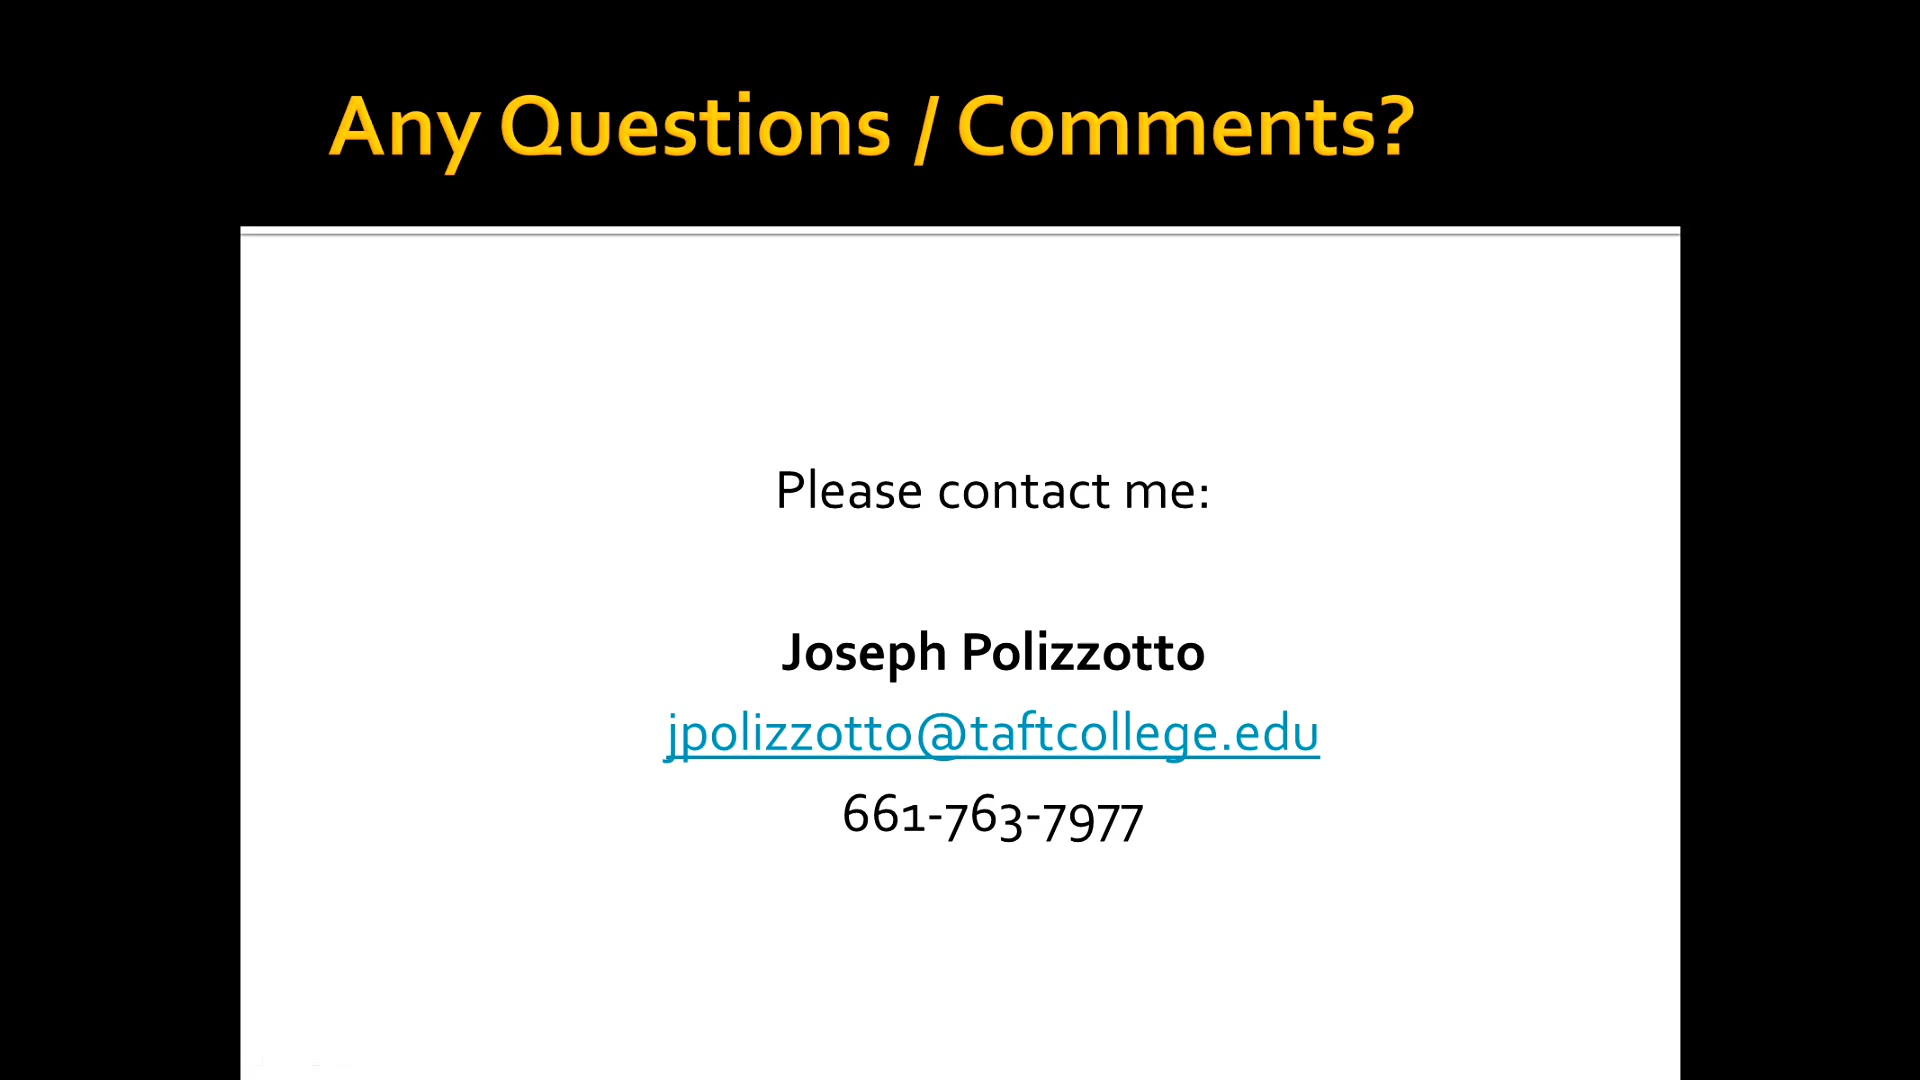 Any Questions / Comments?
Please contact me:
Joseph Polizzotto
jpolizzotto@taftcollege.edu
661-763-7977